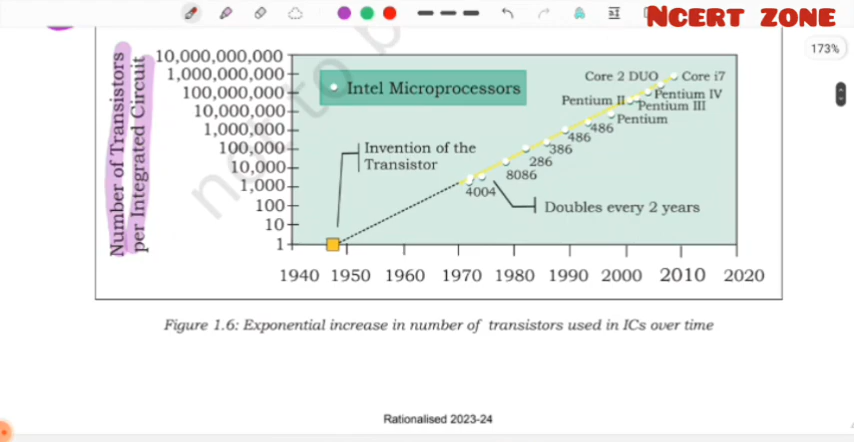 NCERT ZONE
173%
Number of Transistors
per Integrated Circuit
10,000,000,000
1,000,000,000
100,000,000
10,000,000
1,000,000
100,000
10,000
1,000
100
10
1
Intel Microprocessors
Core 2 DUO
Core i7
Pentium IV
Pentium II
Pentium III
Pentium
486
486
386
286
8086
4004
Invention of the
Transistor
Doubles every 2 years
1940 1950 1960 1970 1980 1990 2000 2010 2020
Figure 1.6: Exponential increase in number of transistors used in ICs over time
Rationalised 2023-24